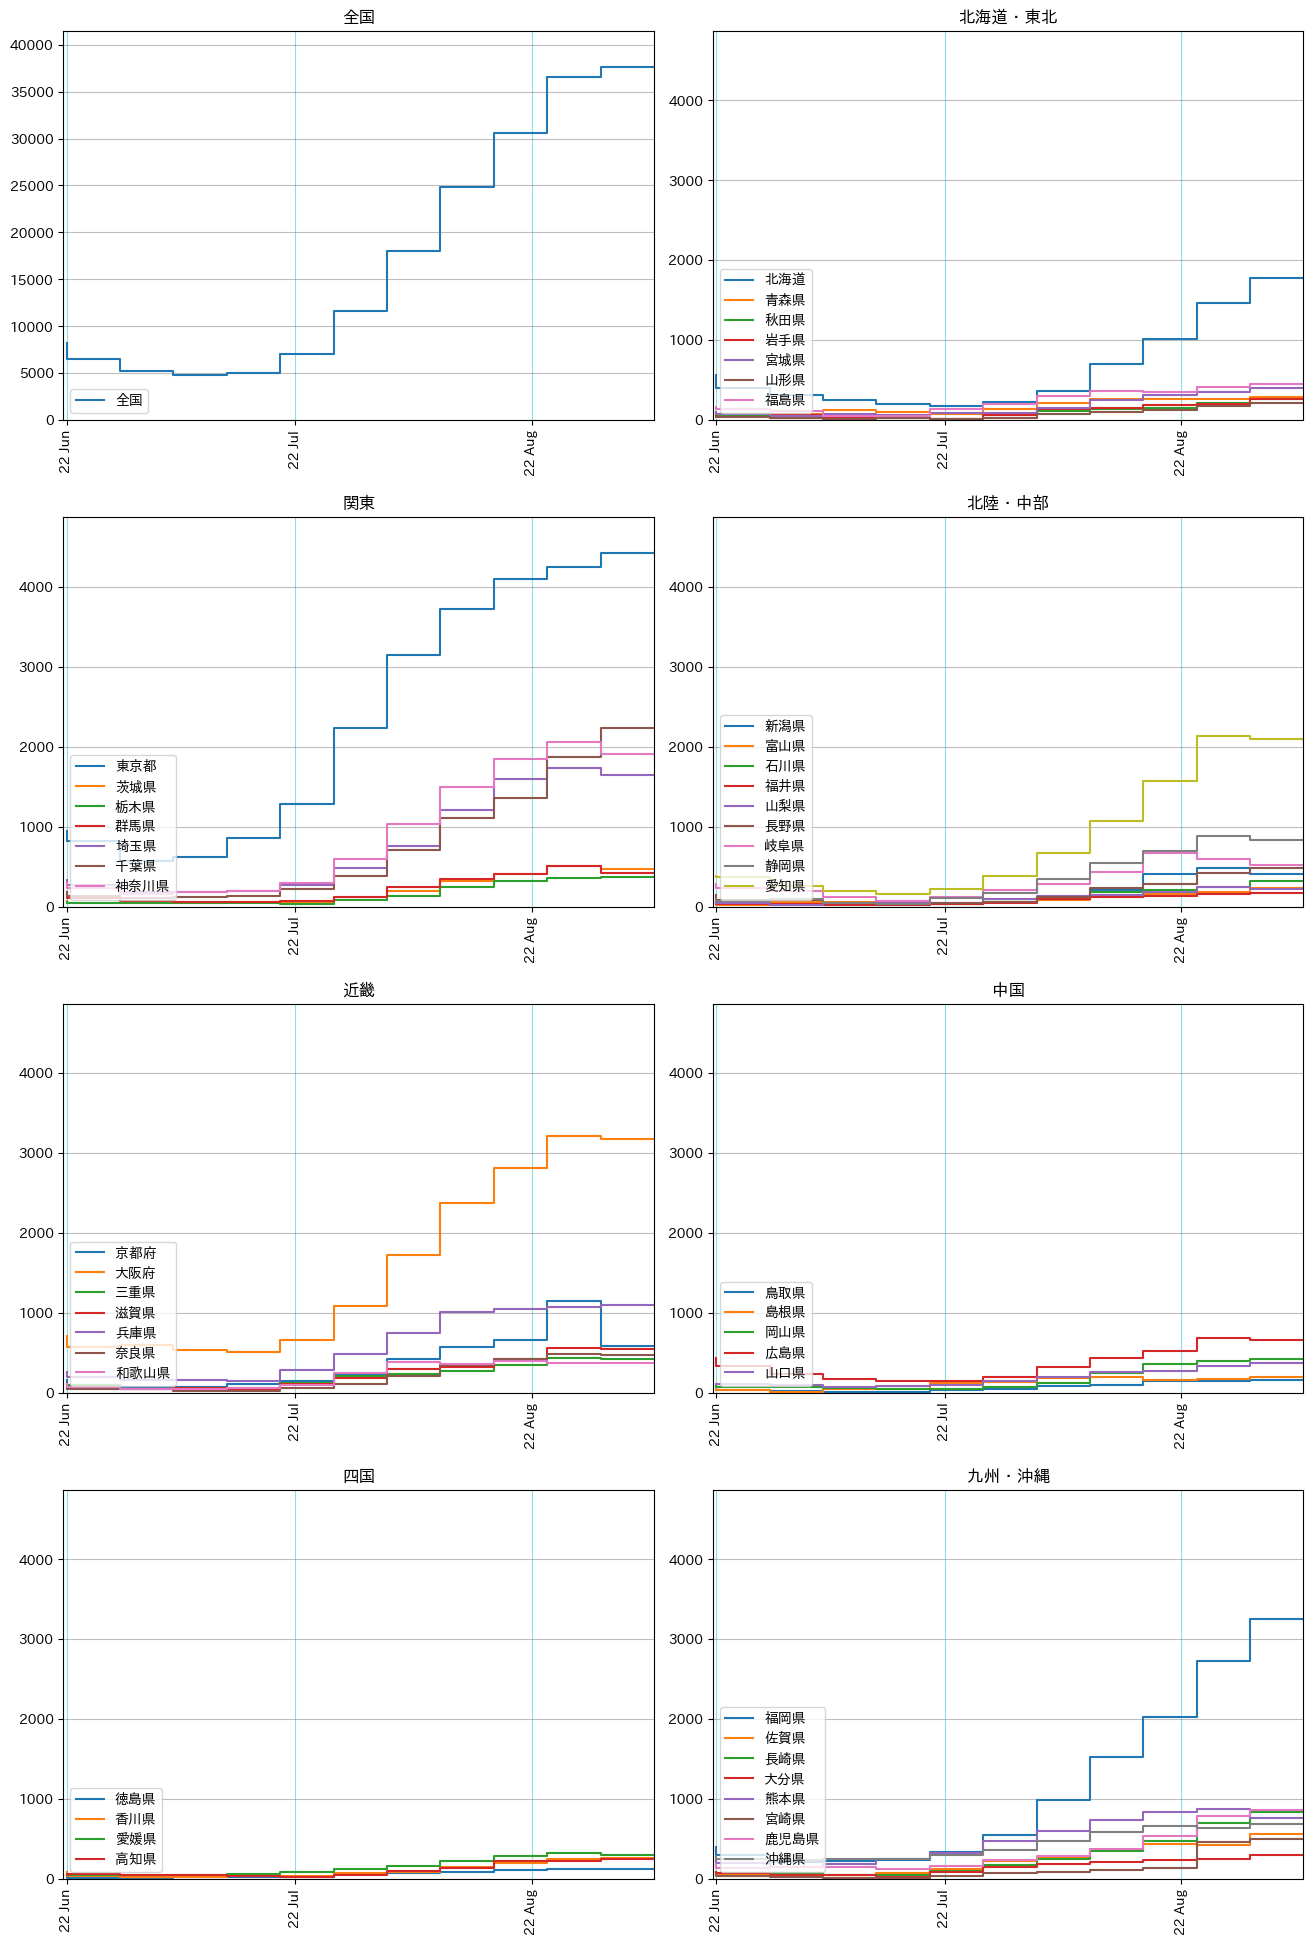 全国
40000
35000
30000
25000
20000
15000
10000
5000
0
全国
22 Jun
22 Jul
22 Aug
北海道・東北
4000
3000
2000
1000
0
北海道
青森県
秋田県
岩手県
宮城県
山形県
福島県
22 Jun
22 Jul
22 Aug
関東
4000
3000
2000
1000
0
東京都
茨城県
栃木県
群馬県
埼玉県
千葉県
神奈川県
22 Jun
22 Jul
22 Aug
北陸・中部
4000
3000
2000
1000
0
新潟県
富山県
石川県
福井県
山梨県
長野県
岐阜県
静岡県
愛知県
22 Jun
22 Jul
22 Aug
近畿
4000
3000
2000
1000
0
京都府
大阪府
三重県
滋賀県
兵庫県
奈良県
和歌山県
22 Jun
22 Jul
22 Aug
中国
4000
3000
2000
1000
0
鳥取県
島根県
岡山県
広島県
山口県
22 Jun
22 Jul
22 Aug
四国
4000
3000
2000
1000
0
徳島県
香川県
愛媛県
高知県
22 Jun
22 Jul
22 Aug
九州・沖縄
4000
3000
2000
1000
0
福岡県
佐賀県
長崎県
大分県
熊本県
宮崎県
鹿児島県
沖縄県
22 Jun
22 Jul
22 Aug